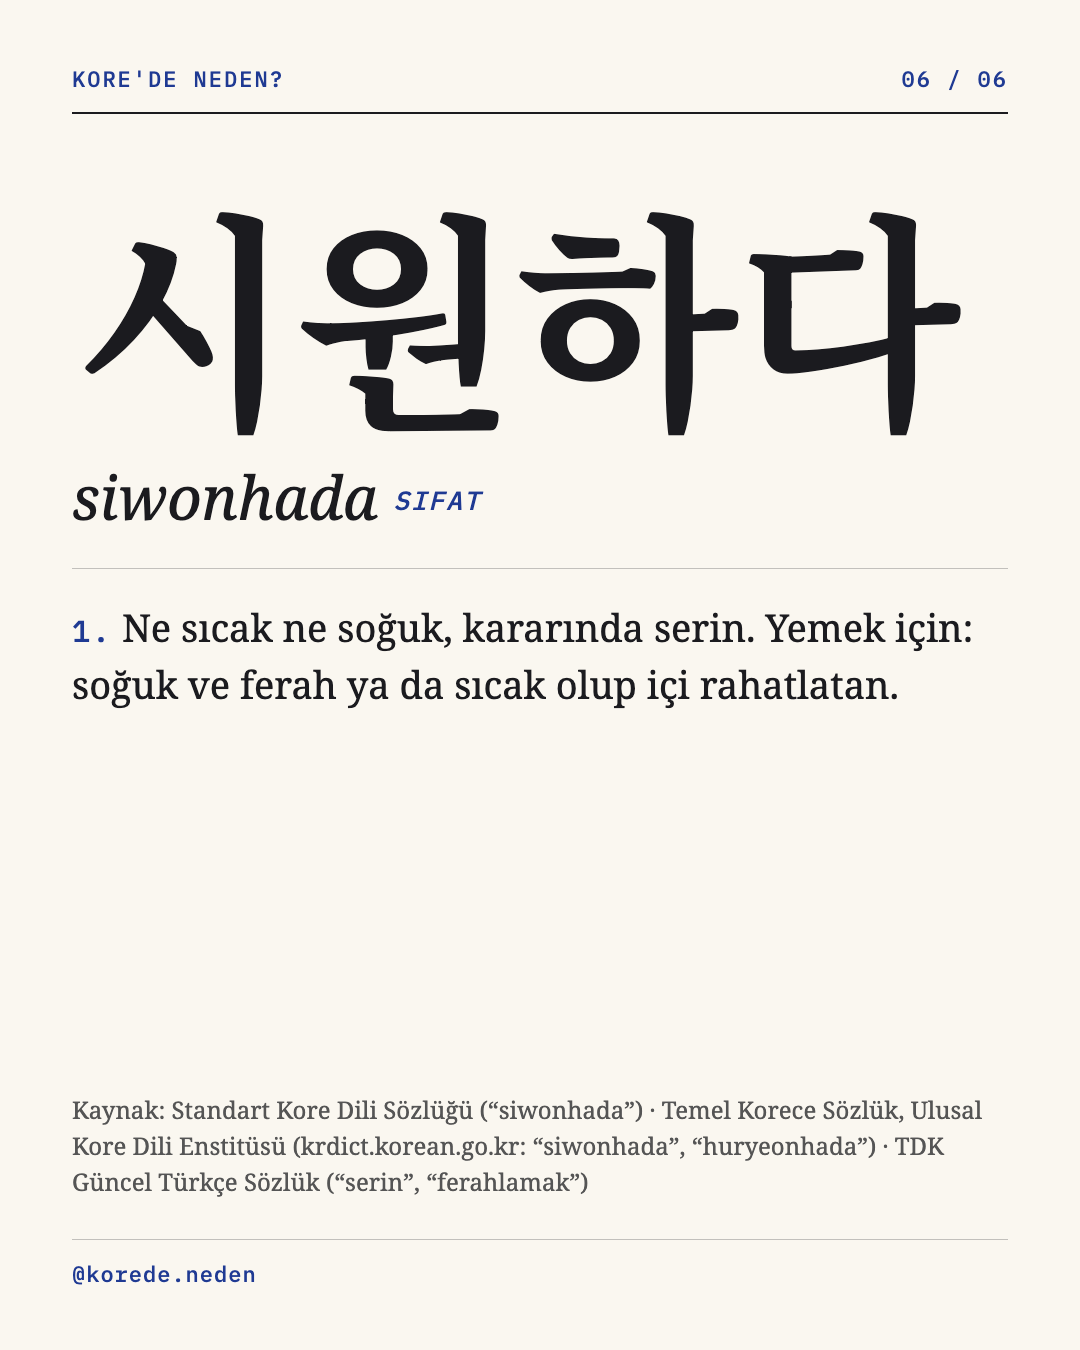 KORE'DE NEDEN?
06 / 06
시원하다
siwonhada SIFAT
1. Ne sıcak ne soğuk, kararında serin. Yemek için:
soğuk ve ferah ya da sıcak olup içi rahatlatan.
Kaynak: Standart Kore Dili Sözlüğü (“siwonhada”) · Temel Korece Sözlük, Ulusal
Kore Dili Enstitüsü (krdict.korean.go.kr: “siwonhada”, “huryeonhada”) · TDK
Güncel Türkçe Sözlük (“serin”, “ferahlamak”)
@korede.neden